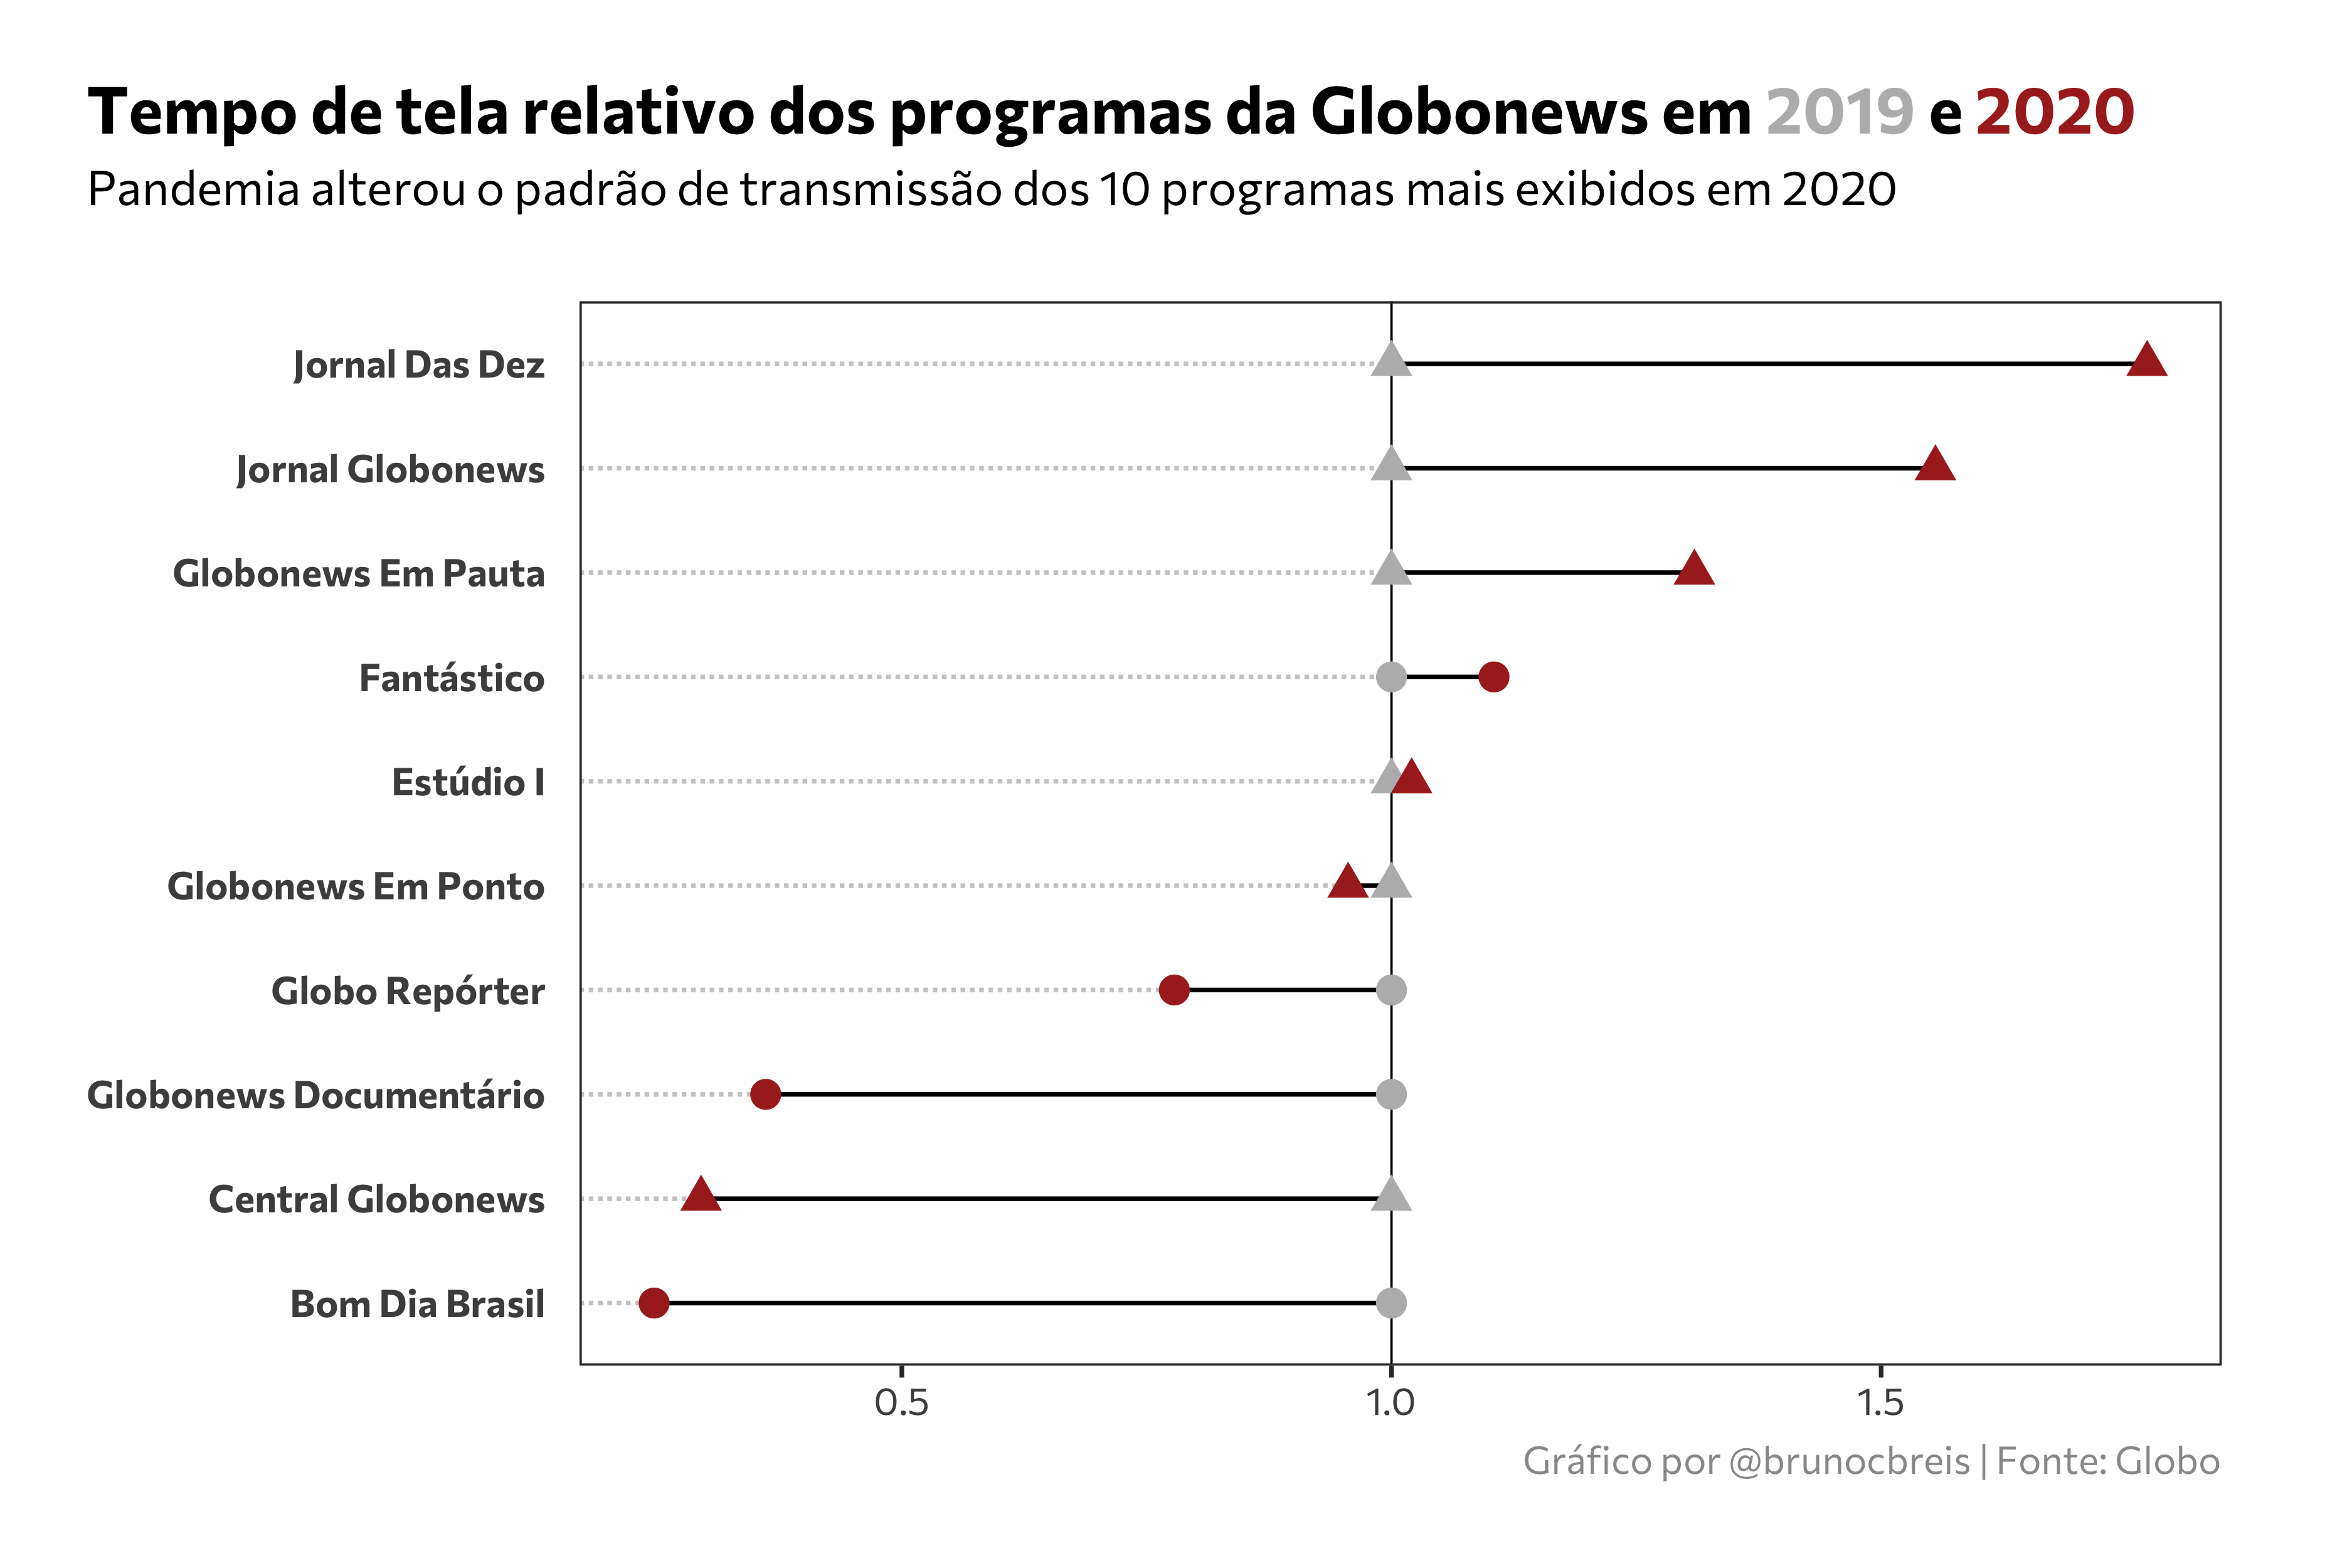 Tempo de tela relativo dos programas da Globonews em 2019 e 2020
Pandemia alterou o padrão de transmissão dos 10 programas mais exibidos em 2020
Jornal Das Dez
Jornal Globonews
Globonews Em Pauta
Fantástico
Estúdio I
Globonews Em Ponto
Globo Repórter
Globonews Documentário
Central Globonews
Bom Dia Brasil
0.5 1.0 1.5
Gráfico por @brunocbreis | Fonte: Globo